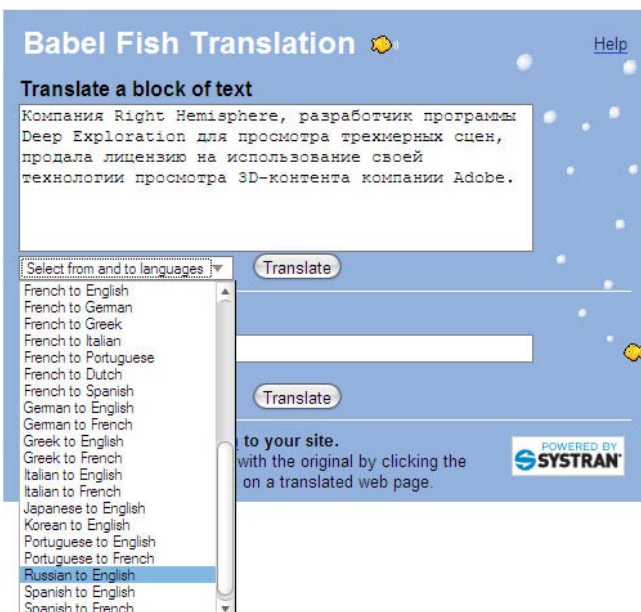 Babel Fish Translation
Help
Translate a block of text
Компания Right Hemisphere, разработчик программы
Deep Exploration для просмотра трехмерных сцен,
продала лицензию на использование своей
технологии просмотра 3D-контента компании Adobe.
Select from and to languages
Translate
French to English
French to German
French to Greek
French to Italian
French to Portuguese
French to Dutch
French to Spanish
German to English
German to French
Greek to English
Greek to French
Italian to English
Italian to French
Japanese to English
Korean to English
Portuguese to English
Portuguese to French
Russian to English
Spanish to English
Spanish to French
Translate
to your site.
with the original by clicking the
on a translated web page.
POWERED BY
SYSTRAN